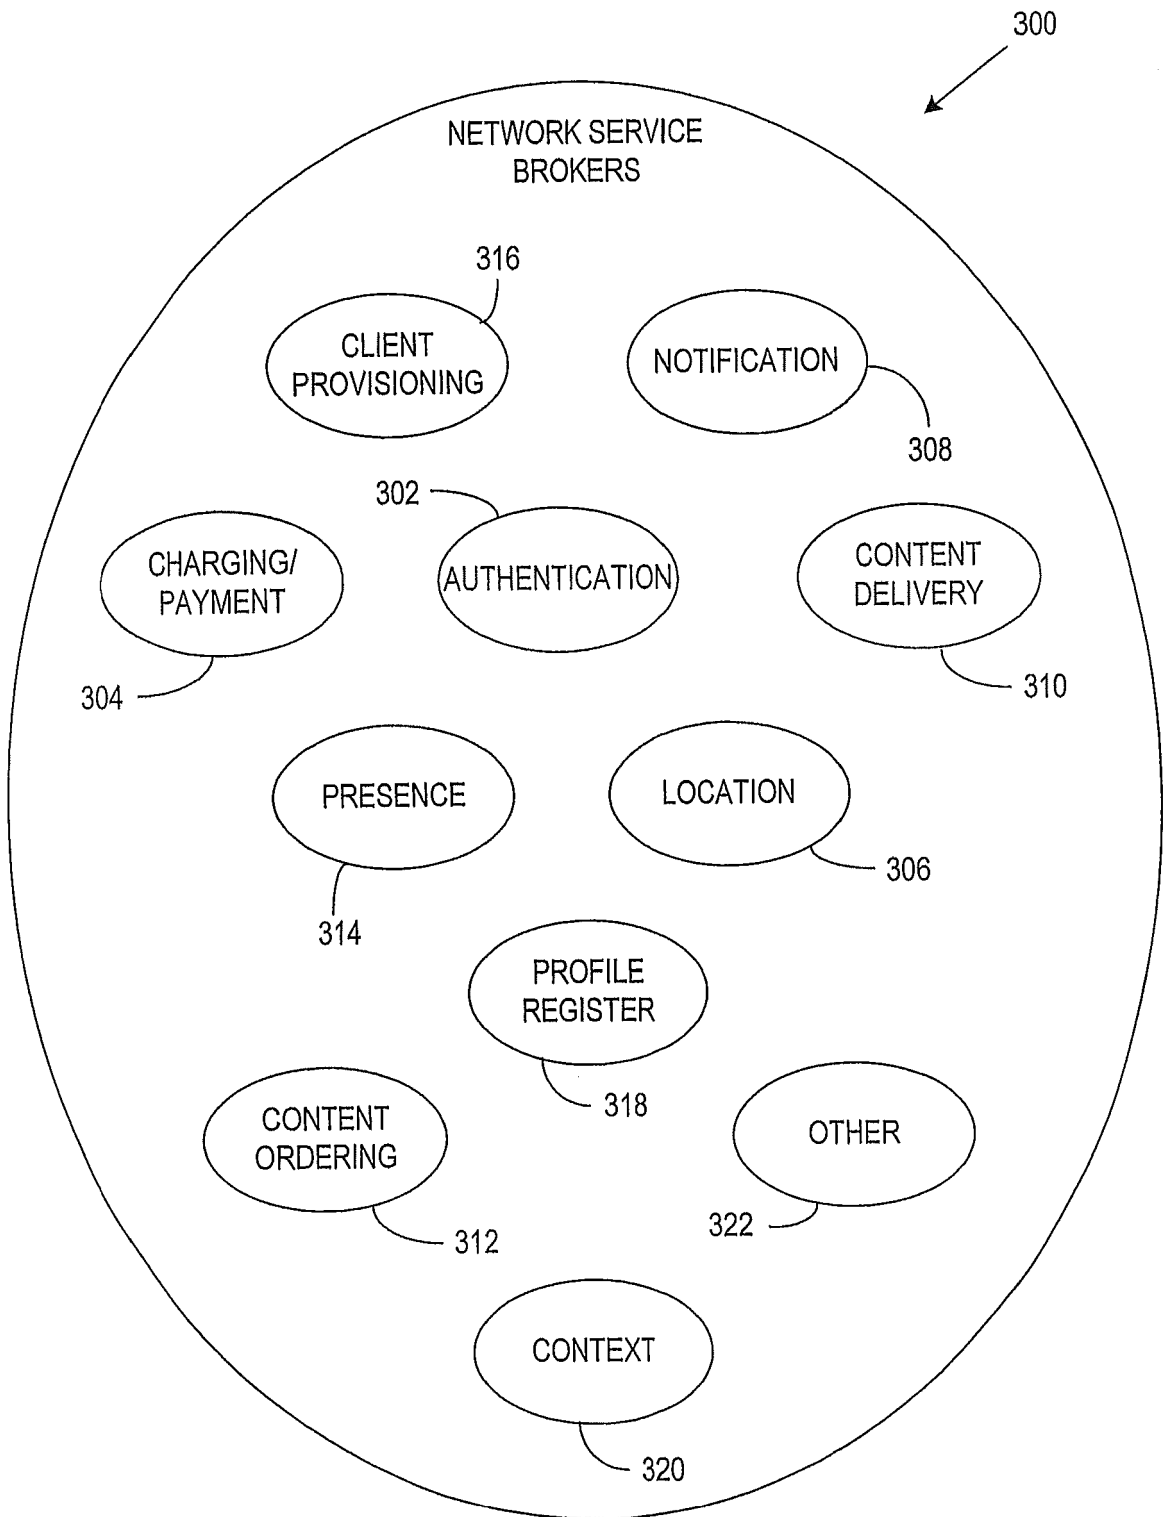 300
NETWORK SERVICE
BROKERS
316
CLIENT
PROVISIONING
NOTIFICATION
308
302
CHARGING/
PAYMENT
AUTHENTICATION
CONTENT
DELIVERY
304
310
PRESENCE
LOCATION
306
314
PROFILE
REGISTER
318
CONTENT
ORDERING
OTHER
312
322
CONTEXT
320